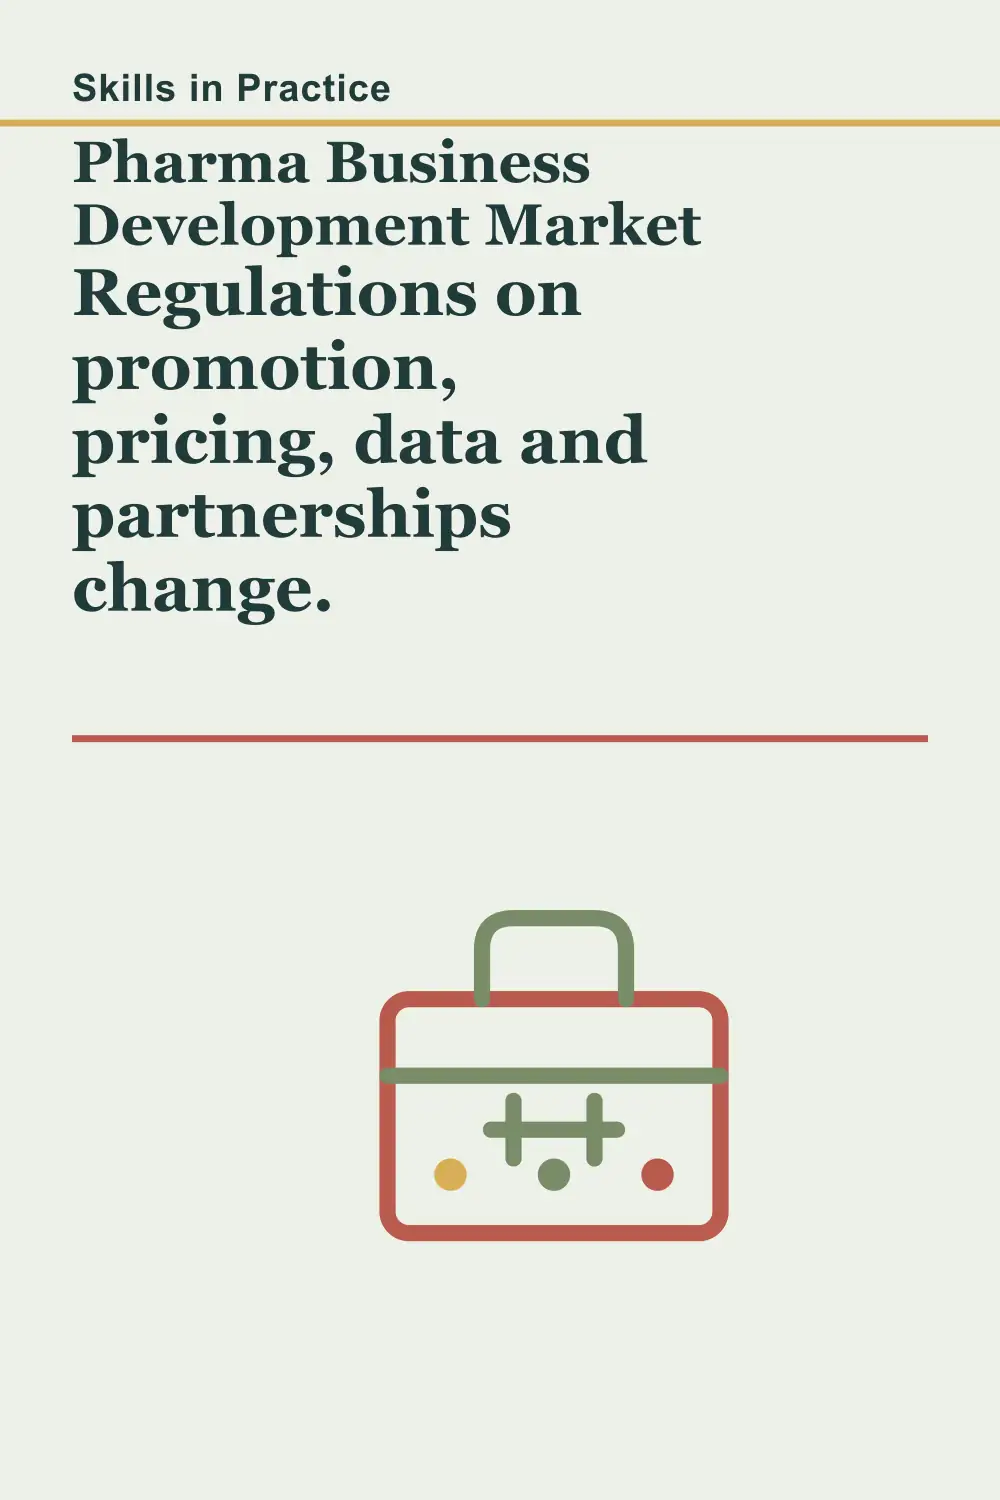 Skills in Practice
Pharma Business
Development Market
Regulations on
promotion,
pricing, data and
partnerships
change.